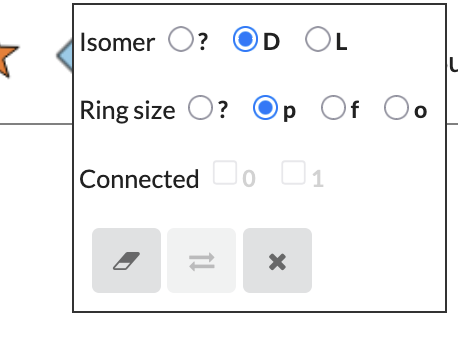 Isomer ? D L
Ring size ? p f o
Connected 0 1